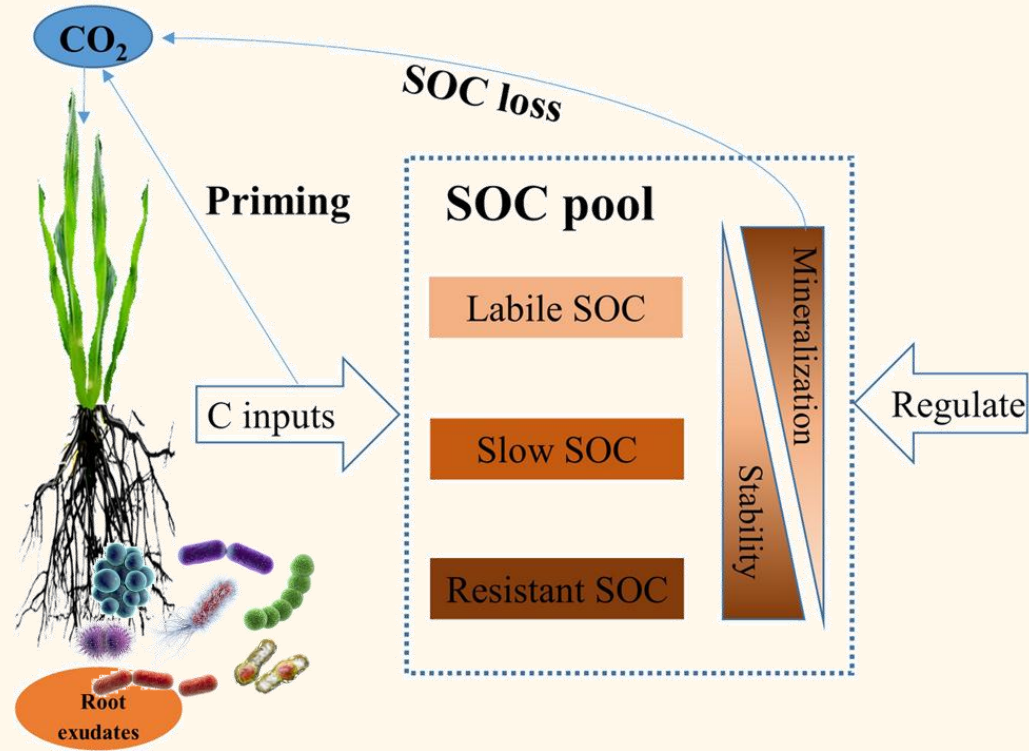 CO₂
SOC loss
Priming
SOC pool
Labile SOC
Mineralization
C inputs
Slow SOC
Regulate
Stability
Resistant SOC
Root
exudates